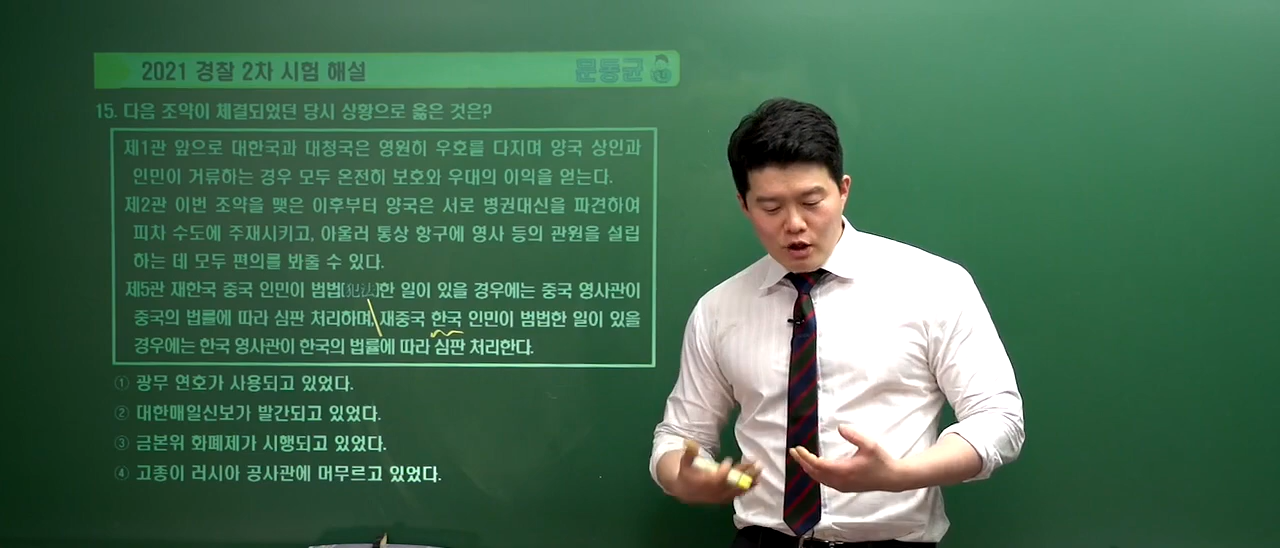 2021 경찰 2차 시험 해설
문동균
15. 다음 조약이 체결되었던 당시 상황으로 옳은 것은?
제1관 앞으로 대한국과 대청국은 영원히 우호를 다지며 양국 상인과
인민이 거류하는 경우 모두 온전히 보호와 우대의 이익을 얻는다.
제2관 이번 조약을 맺은 이후부터 양국은 서로 병권대신을 파견하여
피차 수도에 주재시키고, 아울러 통상 항구에 영사 등의 관원을 설립
하는 데 모두 편의를 봐줄 수 있다.
제5관 재한국 중국 인민이 범법(犯法)한 일이 있을 경우에는 중국 영사관이
중국의 법률에 따라 심판 처리하며, 재중국 한국 인민이 범법한 일이 있을
경우에는 한국 영사관이 한국의 법률에 따라 심판 처리한다.
① 광무 연호가 사용되고 있었다.
② 대한매일신보가 발간되고 있었다.
③ 금본위 화폐제가 시행되고 있었다.
④ 고종이 러시아 공사관에 머무르고 있었다.